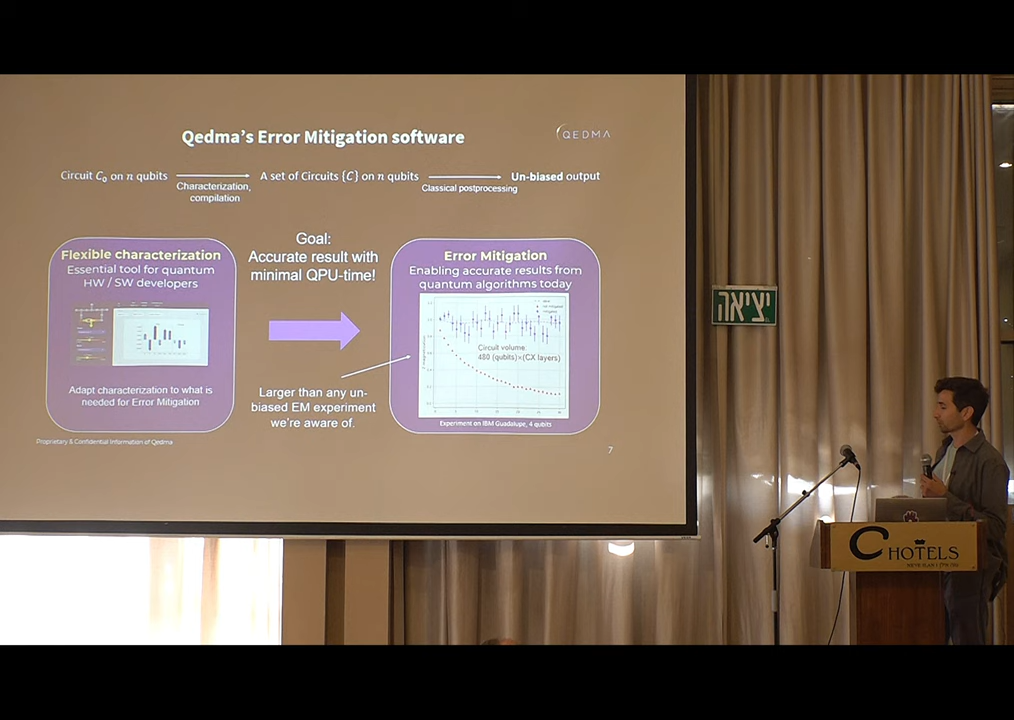 Qedma's Error Mitigation software
QEDMA
Circuit C₀ on n qubits
Characterization,
compilation
A set of Circuits {C} on n qubits
Classical postprocessing
Un-biased output
Flexible characterization
Essential tool for quantum
HW / SW developers
Adapt characterization to what is
needed for Error Mitigation
Goal:
Accurate result with
minimal QPU-time!
Larger than any un-
biased EM experiment
we're aware of.
Error Mitigation
Enabling accurate results from
quantum algorithms today
Circuit volume:
480 (qubits)×(CX layers)
Experiment on IBM Guadalupe, 4 qubits
Proprietary & Confidential Information of Qedma
7
יציאה
C HOTELS